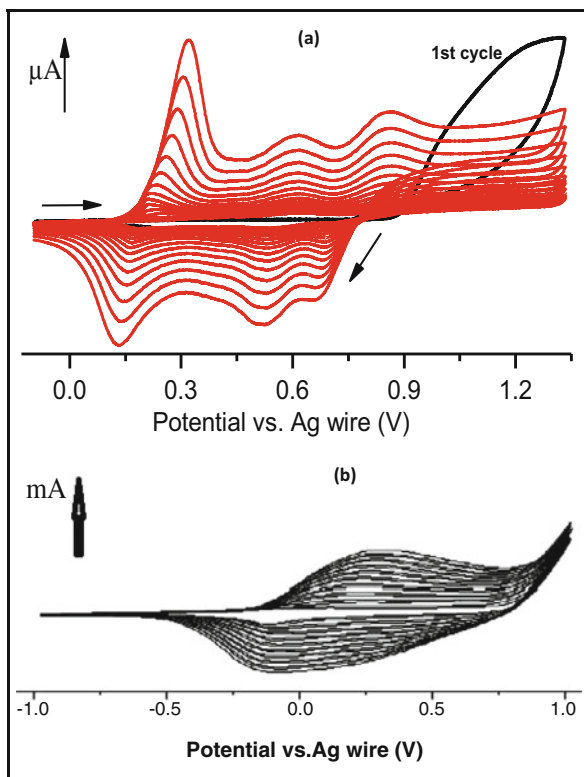 (a)
1st cycle
µA
0.0 0.3 0.6 0.9 1.2
Potential vs. Ag wire (V)
(b)
mA
-1.0 -0.5 0.0 0.5 1.0
Potential vs.Ag wire (V)